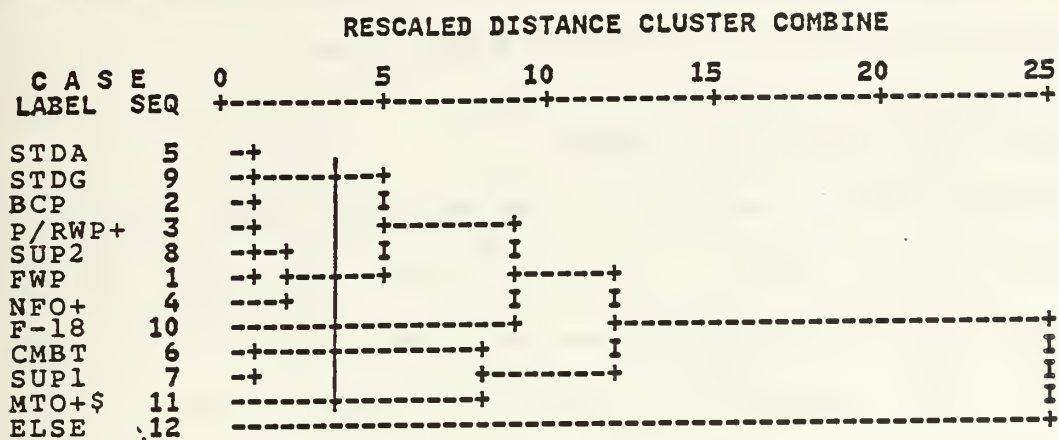 RESCALED DISTANCE CLUSTER COMBINE
C A S E 0 5 10 15 20 25
LABEL SEQ +---------+---------+---------+---------+---------+
STDA 5 -+
STDG 9 -+-------+
BCP 2 -+ I
P/RWP+ 3 -+ +-------+
SUP2 8 -+-+ I I
FWP 1 -+ +-----+ +-----+
NFO+ 4 ---+ I I
F-18 10 -----------------+ +-------------------------+
CMBT 6 -+-------------+ I I
SUP1 7 -+ +-------+ I
MTO+$ 11 ---------------+ I
ELSE 12 -------------------------------------------------+